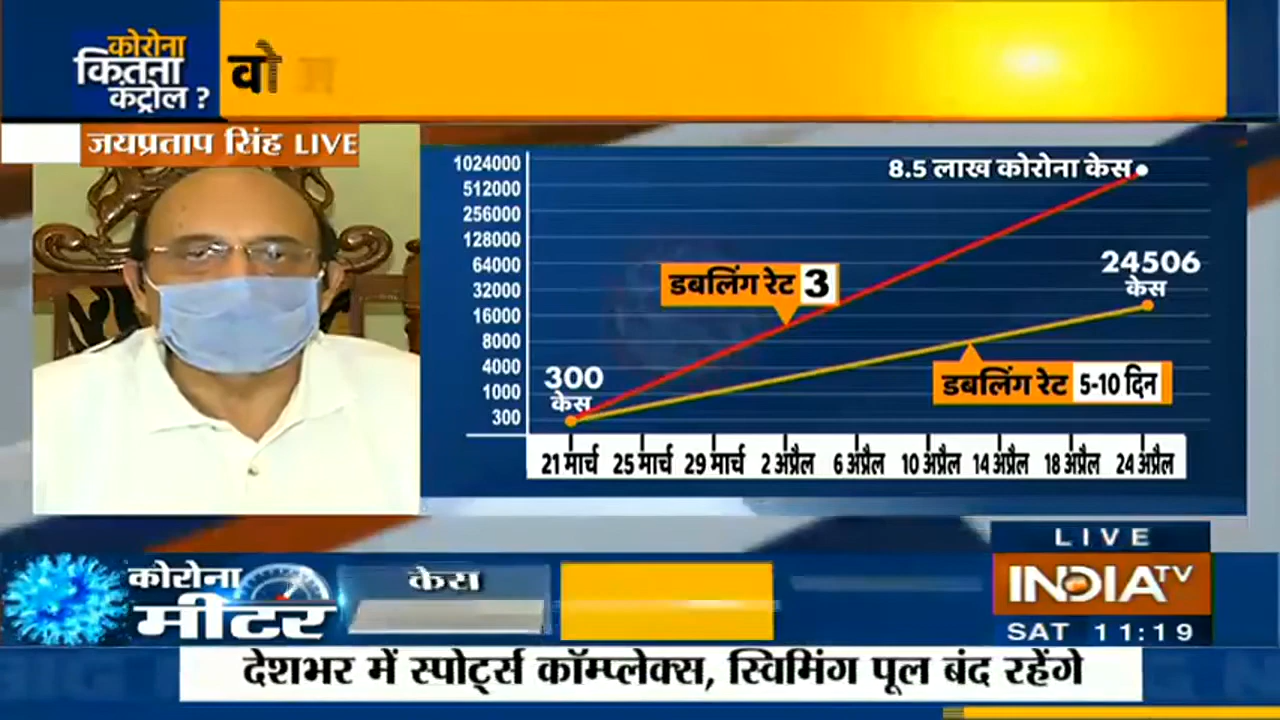 कोरोना
कितना
कंट्रोल ?
वो
जयप्रताप सिंह LIVE
1024000
512000
256000
128000
64000
32000
16000
8000
4000
1000
300
8.5 लाख कोरोना केस
24506
केस
डबलिंग रेट 3
300
केस
डबलिंग रेट 5-10 दिन
21 मार्च 25 मार्च 29 मार्च 2 अप्रैल 6 अप्रैल 10 अप्रैल 14 अप्रैल 18 अप्रैल 24 अप्रैल
कोरोना
मीटर
केस
LIVE
INDIA TV
SAT 11:19
देशभर में स्पोर्ट्स कॉम्प्लेक्स, स्विमिंग पूल बंद रहेंगे